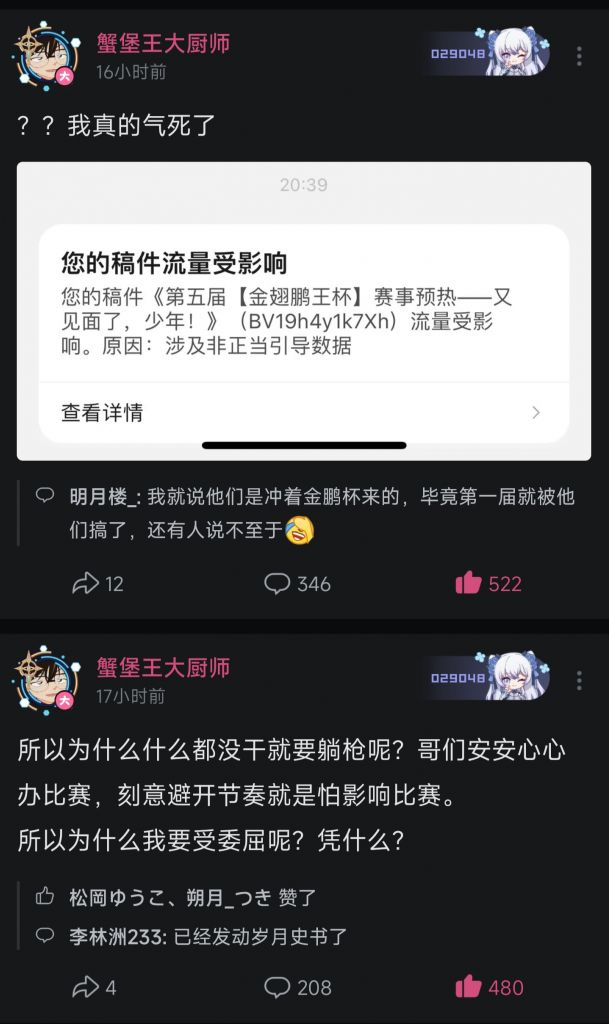 蟹堡王大厨师
16小时前
029048
大
？？我真的气死了
20:39
您的稿件流量受影响
您的稿件《第五届【金翅鹏王杯】赛事预热——又
见面了，少年！》（BV19h4y1k7Xh）流量受影
响。原因：涉及非正当引导数据
查看详情
明月楼_: 我就说他们是冲着金鹏杯来的，毕竟第一届就被他
们搞了，还有人说不至于
12
346
522
蟹堡王大厨师
17小时前
029048
大
所以为什么什么都没干就要躺枪呢？哥们安安心心
办比赛，刻意避开节奏就是怕影响比赛。
所以为什么我要受委屈呢？凭什么？
松岡ゆうこ、朔月_つき 赞了
李林洲233: 已经发动岁月史书了
4
208
480